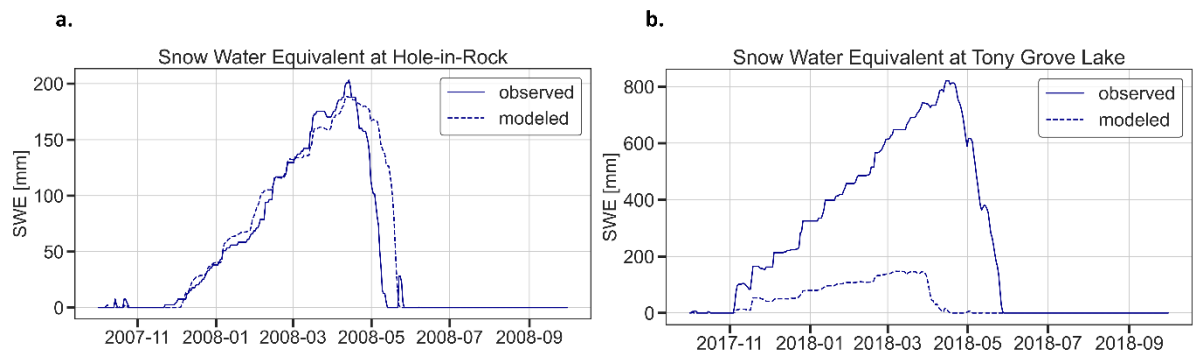 a.
Snow Water Equivalent at Hole-in-Rock
SWE [mm]
200
150
100
50
0
observed
modeled
2007-11 2008-01 2008-03 2008-05 2008-07 2008-09
b.
Snow Water Equivalent at Tony Grove Lake
SWE [mm]
800
600
400
200
0
observed
modeled
2017-11 2018-01 2018-03 2018-05 2018-07 2018-09